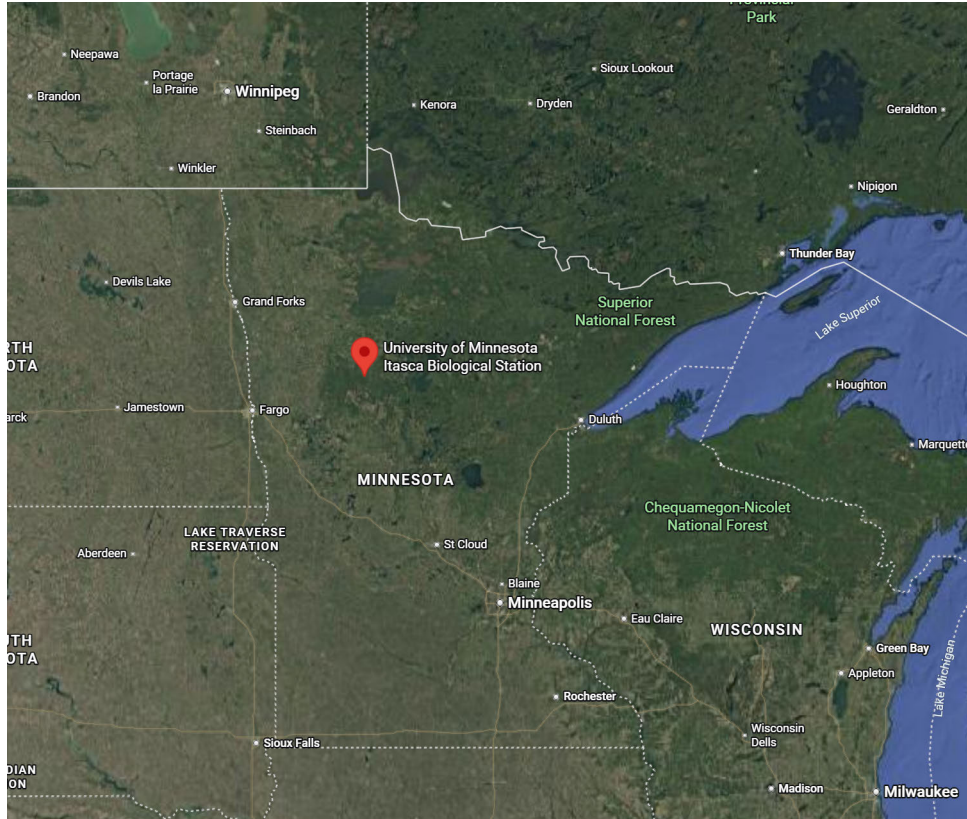 Provincial
Park
Neepawa
Portage
la Prairie
Brandon
Winnipeg
Steinbach
Winkler
Sioux Lookout
Kenora
Dryden
Geraldton
Nipigon
Thunder Bay
Devils Lake
Grand Forks
Superior
National Forest
Lake Superior
University of Minnesota
Itasca Biological Station
RTH
OTA
Houghton
arck
Jamestown
Fargo
Duluth
Marquette
MINNESOTA
Chequamegon-Nicolet
National Forest
LAKE TRAVERSE
RESERVATION
Aberdeen
St Cloud
Blaine
Minneapolis
Eau Claire
WISCONSIN
UTH
OTA
Green Bay
Appleton
Lake Michigan
Rochester
Wisconsin
Dells
Sioux Falls
DIAN
ON
Madison
Milwaukee